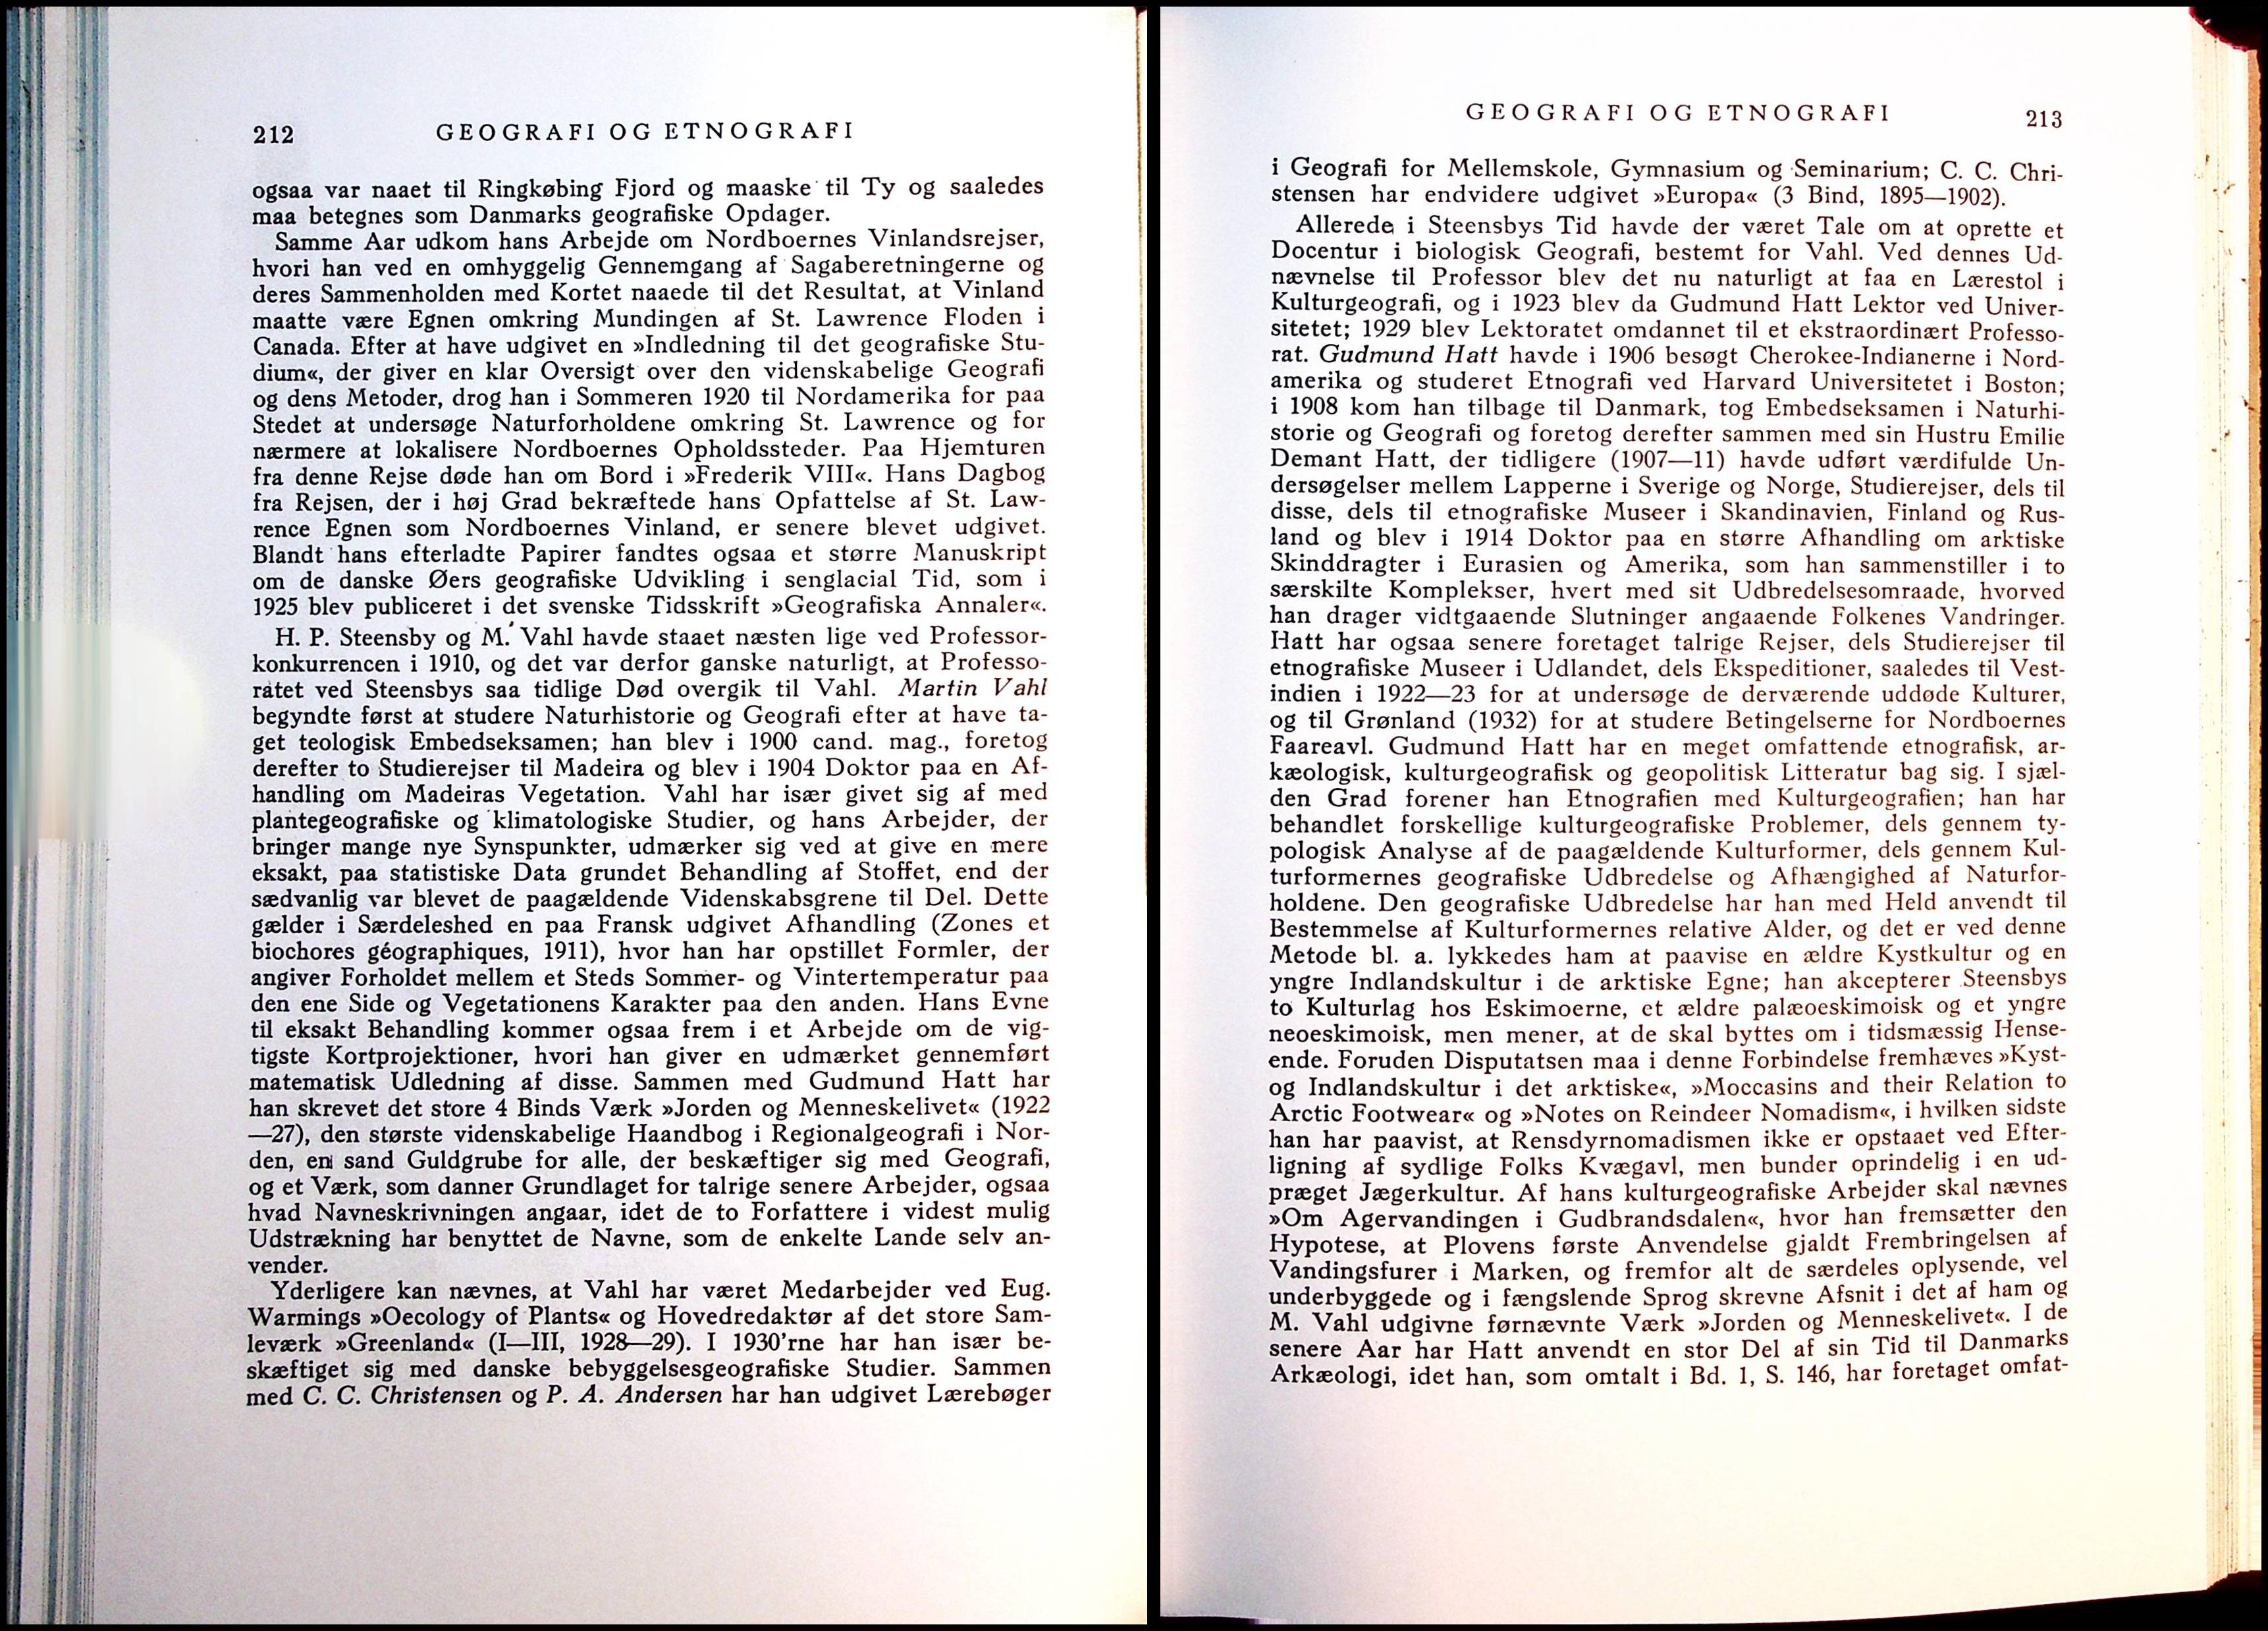 212 GEOGRAFI OG ETNOGRAFI
ogsaa var naaet til Ringkøbing Fjord og maaske til Ty og saaledes
maa betegnes som Danmarks geografiske Opdager.
Samme Aar udkom hans Arbejde om Nordboernes Vinlandsrejser,
hvori han ved en omhyggelig Gennemgang af Sagaberetningerne og
deres Sammenholden med Kortet naaede til det Resultat, at Vinland
maatte være Egnen omkring Mundingen af St. Lawrence Floden i
Canada. Efter at have udgivet en »Indledning til det geografiske Stu-
dium«, der giver en klar Oversigt over den videnskabelige Geografi
og dens Metoder, drog han i Sommeren 1920 til Nordamerika for paa
Stedet at undersøge Naturforholdene omkring St. Lawrence og for
nærmere at lokalisere Nordboernes Opholdssteder. Paa Hjemturen
fra denne Rejse døde han om Bord i »Frederik VIII«. Hans Dagbog
fra Rejsen, der i høj Grad bekræftede hans Opfattelse af St. Law-
rence Egnen som Nordboernes Vinland, er senere blevet udgivet.
Blandt hans efterladte Papirer fandtes ogsaa et større Manuskript
om de danske Øers geografiske Udvikling i senglacial Tid, som i
1925 blev publiceret i det svenske Tidsskrift »Geografiska Annaler«.
H. P. Steensby og M. Vahl havde staaet næsten lige ved Professor-
konkurrencen i 1910, og det var derfor ganske naturligt, at Professo-
ratet ved Steensbys saa tidlige Død overgik til Vahl. Martin Vahl
begyndte først at studere Naturhistorie og Geografi efter at have ta-
get teologisk Embedseksamen; han blev i 1900 cand. mag., foretog
derefter to Studierejser til Madeira og blev i 1904 Doktor paa en Af-
handling om Madeiras Vegetation. Vahl har især givet sig af med
plantegeografiske og klimatologiske Studier, og hans Arbejder, der
bringer mange nye Synspunkter, udmærker sig ved at give en mere
eksakt, paa statistiske Data grundet Behandling af Stoffet, end der
sædvanlig var blevet de paagældende Videnskabsgrene til Del. Dette
gælder i Særdeleshed en paa Fransk udgivet Afhandling (Zones et
biochores géographiques, 1911), hvor han har opstillet Formler, der
angiver Forholdet mellem et Steds Sommer- og Vintertemperatur paa
den ene Side og Vegetationens Karakter paa den anden. Hans Evne
til eksakt Behandling kommer ogsaa frem i et Arbejde om de vig-
tigste Kortprojektioner, hvori han giver en udmærket gennemført
matematisk Udledning af disse. Sammen med Gudmund Hatt har
han skrevet det store 4 Binds Værk »Jorden og Menneskelivet« (1922
—27), den største videnskabelige Haandbog i Regionalgeografi i Nor-
den, en sand Guldgrube for alle, der beskæftiger sig med Geografi,
og et Værk, som danner Grundlaget for talrige senere Arbejder, ogsaa
hvad Navneskrivningen angaar, idet de to Forfattere i videst mulig
Udstrækning har benyttet de Navne, som de enkelte Lande selv an-
vender.
Yderligere kan nævnes, at Vahl har været Medarbejder ved Eug.
Warmings »Oecology of Plants« og Hovedredaktør af det store Sam-
leværk »Greenland« (I—III, 1928—29). I 1930'rne har han især be-
skæftiget sig med danske bebyggelsesgeografiske Studier. Sammen
med C. C. Christensen og P. A. Andersen har han udgivet Lærebøger
GEOGRAFI OG ETNOGRAFI 213
i Geografi for Mellemskole, Gymnasium og Seminarium; C. C. Chri-
stensen har endvidere udgivet »Europa« (3 Bind, 1895—1902).
Allerede i Steensbys Tid havde der været Tale om at oprette et
Docentur i biologisk Geografi, bestemt for Vahl. Ved dennes Ud-
nævnelse til Professor blev det nu naturligt at faa en Lærestol i
Kulturgeografi, og i 1923 blev da Gudmund Hatt Lektor ved Univer-
sitetet; 1929 blev Lektoratet omdannet til et ekstraordinært Professo-
rat. Gudmund Hatt havde i 1906 besøgt Cherokee-Indianerne i Nord-
amerika og studeret Etnografi ved Harvard Universitetet i Boston;
i 1908 kom han tilbage til Danmark, tog Embedseksamen i Naturhi-
storie og Geografi og foretog derefter sammen med sin Hustru Emilie
Demant Hatt, der tidligere (1907—11) havde udført værdifulde Un-
dersøgelser mellem Lapperne i Sverige og Norge, Studierejser, dels til
disse, dels til etnografiske Museer i Skandinavien, Finland og Rus-
land og blev i 1914 Doktor paa en større Afhandling om arktiske
Skinddragter i Eurasien og Amerika, som han sammenstiller i to
særskilte Komplekser, hvert med sit Udbredelsesomraade, hvorved
han drager vidtgaaende Slutninger angaaende Folkenes Vandringer.
Hatt har ogsaa senere foretaget talrige Rejser, dels Studierejser til
etnografiske Museer i Udlandet, dels Ekspeditioner, saaledes til Vest-
indien i 1922—23 for at undersøge de derværende uddøde Kulturer,
og til Grønland (1932) for at studere Betingelserne for Nordboernes
Faareavl. Gudmund Hatt har en meget omfattende etnografisk, ar-
kæologisk, kulturgeografisk og geopolitisk Litteratur bag sig. I sjæl-
den Grad forener han Etnografien med Kulturgeografien; han har
behandlet forskellige kulturgeografiske Problemer, dels gennem ty-
pologisk Analyse af de paagældende Kulturformer, dels gennem Kul-
turformernes geografiske Udbredelse og Afhængighed af Naturfor-
holdene. Den geografiske Udbredelse har han med Held anvendt til
Bestemmelse af Kulturformernes relative Alder, og det er ved denne
Metode bl. a. lykkedes ham at paavise en ældre Kystkultur og en
yngre Indlandskultur i de arktiske Egne; han akcepterer Steensbys
to Kulturlag hos Eskimoerne, et ældre palæoeskimoisk og et yngre
neoeskimoisk, men mener, at de skal byttes om i tidsmæssig Hense-
ende. Foruden Disputatsen maa i denne Forbindelse fremhæves »Kyst-
og Indlandskultur i det arktiske«, »Moccasins and their Relation to
Arctic Footwear« og »Notes on Reindeer Nomadism«, i hvilken sidste
han har paavist, at Rensdyrnomadismen ikke er opstaaet ved Efter-
ligning af sydlige Folks Kvægavl, men bunder oprindelig i en ud-
præget Jægerkultur. Af hans kulturgeografiske Arbejder skal nævnes
»Om Agervandingen i Gudbrandsdalen«, hvor han fremsætter den
Hypotese, at Plovens første Anvendelse gjaldt Frembringelsen af
Vandingsfurer i Marken, og fremfor alt de særdeles oplysende, vel
underbyggede og i fængslende Sprog skrevne Afsnit i det af ham og
M. Vahl udgivne førnævnte Værk »Jorden og Menneskelivet«. I de
senere Aar har Hatt anvendt en stor Del af sin Tid til Danmarks
Arkæologi, idet han, som omtalt i Bd. 1, S. 146, har foretaget omfat-